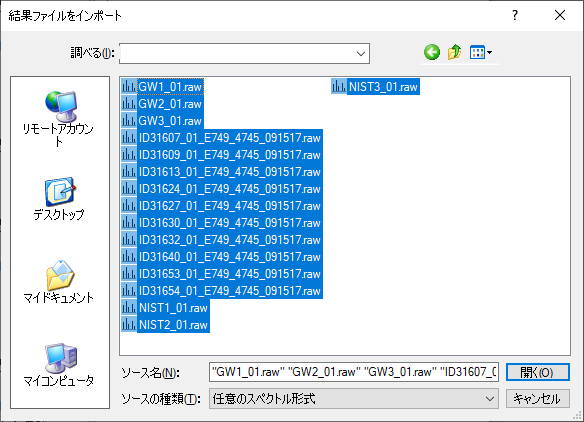 結果ファイルをインポート
?
調べる(I):
GW1_01.raw
GW2_01.raw
GW3_01.raw
ID31607_01_E749_4745_091517.raw
ID31609_01_E749_4745_091517.raw
ID31613_01_E749_4745_091517.raw
ID31624_01_E749_4745_091517.raw
ID31627_01_E749_4745_091517.raw
ID31630_01_E749_4745_091517.raw
ID31632_01_E749_4745_091517.raw
ID31640_01_E749_4745_091517.raw
ID31653_01_E749_4745_091517.raw
ID31654_01_E749_4745_091517.raw
NIST1_01.raw
NIST2_01.raw
NIST3_01.raw
リモートアカウン
ト
デスクトップ
マイドキュメント
マイコンピュータ
ソース名(N):
"GW1_01.raw" "GW2_01.raw" "GW3_01.raw" "ID31607_0
開く(O)
ソースの種類(T):
任意のスペクトル形式
キャンセル